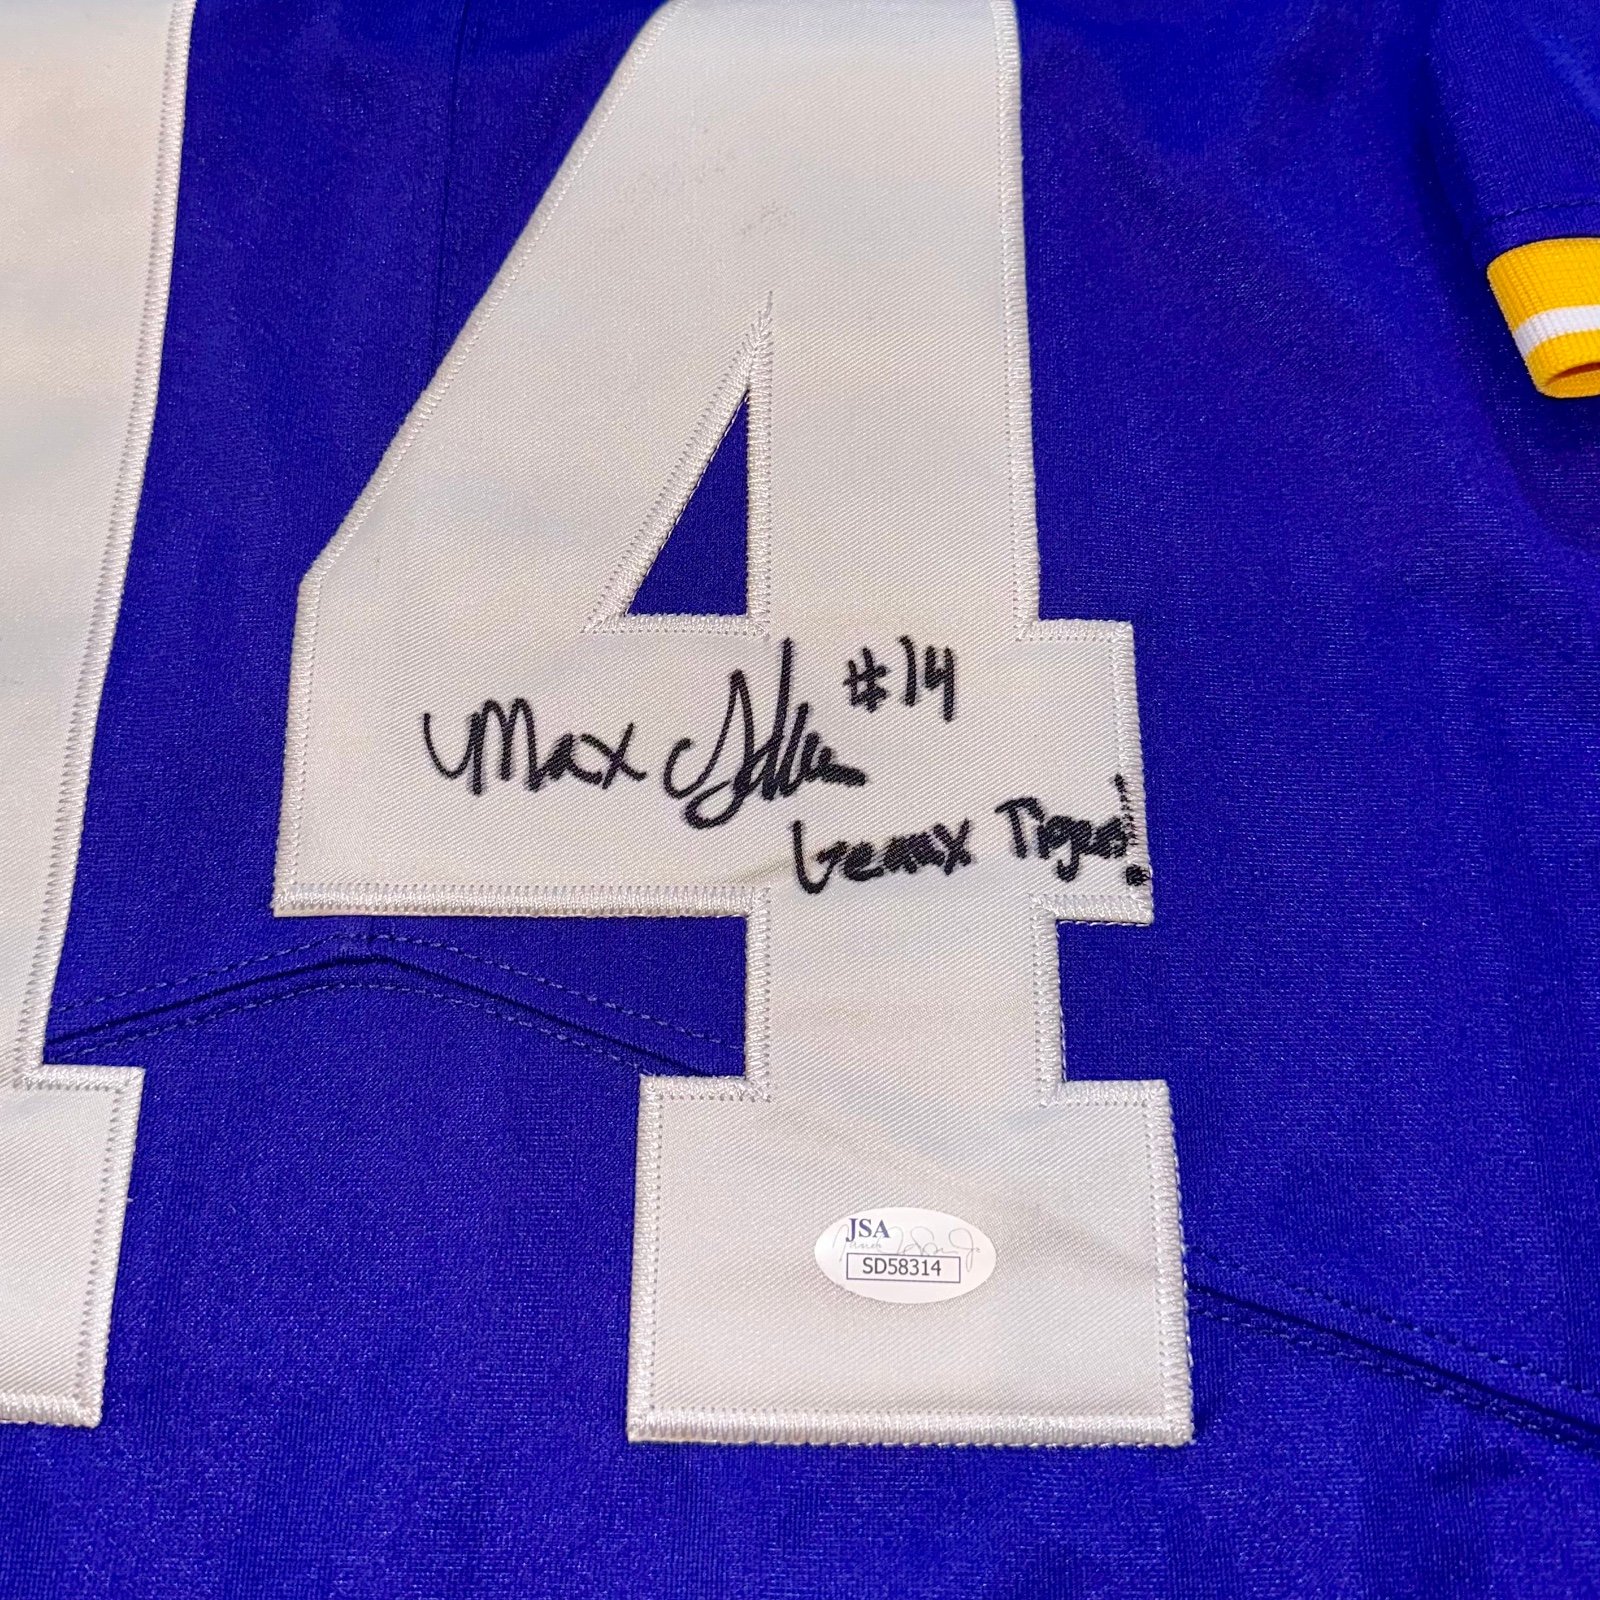 14
Max #14
Geaux Tigers!
JSA
SD58314